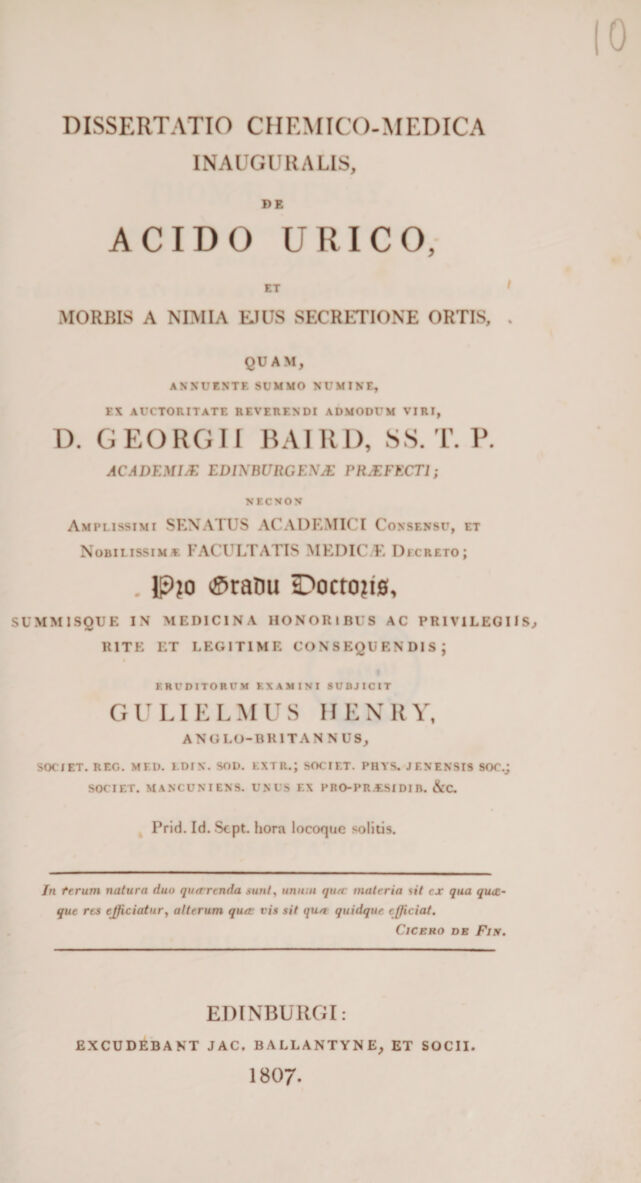 10
DISSERTATIO CHEMICO-MEDICA
INAUGURALIS,
DE
ACIDO URICO,
ET
MORBIS A NIMIA EJUS SECRETIONE ORTIS,
QUAM,
ANNUENTE SUMMO NUMINE,
EX AUCTORITATE REVERENDI ADMODUM VIRI,
D. GEORGII BAIRD, SS. T. P.
ACADEMIÆ EDINBURGENÆ PRÆFECTI;
NECNON
AMPLISSIMI SENATUS ACADEMICI CONSENSU, ET
NOBILISSIMÆ FACULTATIS MEDICÆ DECRETO;
Pro Gradu Doctoris,
SUMMISQUE IN MEDICINA HONORIBUS AC PRIVILEGIIS,
RITE ET LEGITIME CONSEQUENDIS;
ERUDITORUM EXAMINI SUBJICIT
GULIELMUS HENRY,
ANGLO-BRITANNUS,
SOCIET. REG. MED. EDIN. SOD. EXTR.; SOCIET. PHYS. JENENSIS SOC.;
SOCIET. MANCUNIENS. UNUS EX PRO-PRÆSIDIB. &c.
Prid. Id. Sept. hora locoque solitis.
In rerum natura duo quærenda sunt, unum quæ materia sit ex qua quæ-
que res efficiatur, alterum quæ vis sit quæ quidque efficiat.
CICERO DE FIN.
EDINBURGI:
EXCUDEBANT JAC. BALLANTYNE, ET SOCII.
1807.